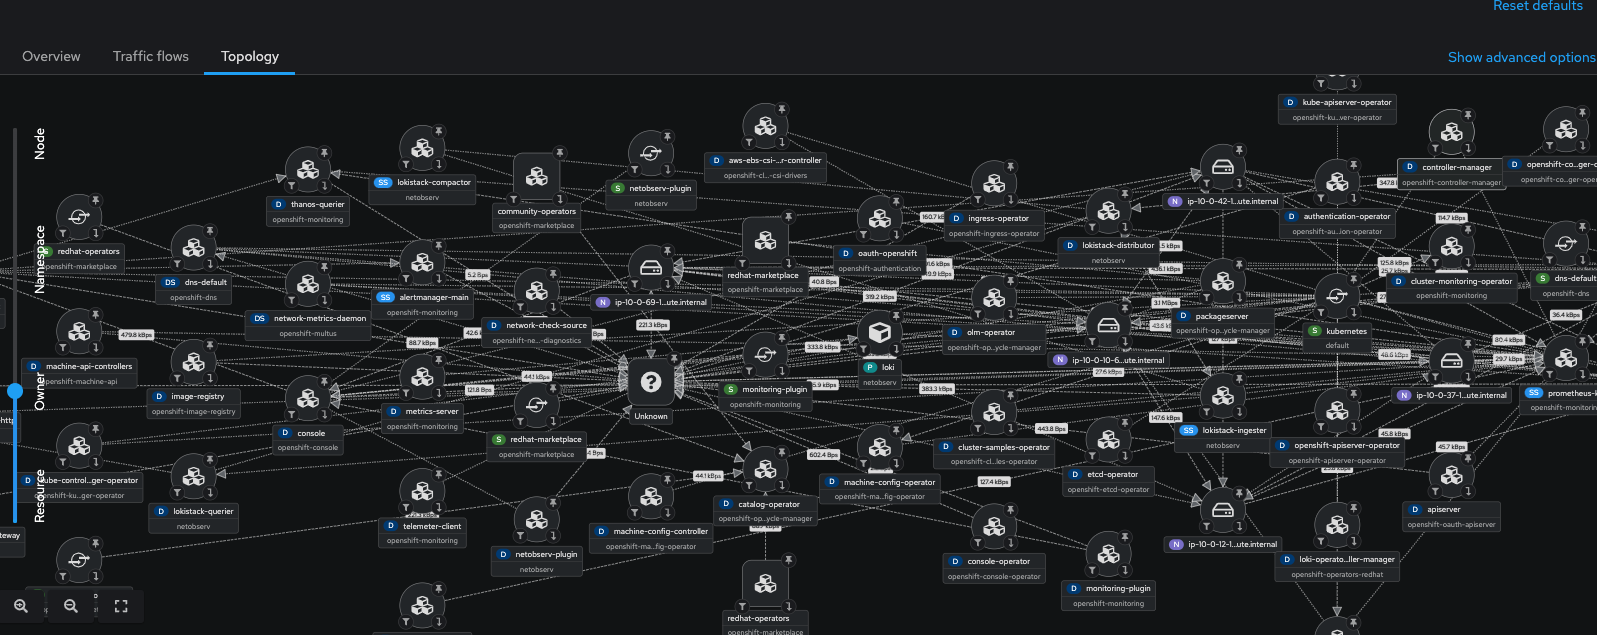 Reset defaults
Overview
Traffic flows
Topology
Show advanced options
Node
Namespace
Owner
Resource
D kube-apiserver-operator
openshift-ku...ver-operator
D aws-ebs-csi-...r-controller
openshift-cl...-csi-drivers
D controller-manager
openshift-controller-manager
D openshift-co...ger-o
SS lokistack-compactor
netobserv
S netobserv-plugin
netobserv
D thanos-querier
openshift-monitoring
community-operators
openshift-marketplace
N ip-10-0-42-1...ute.internal
347.8
160.7k
D ingress-operator
openshift-ingress-operator
D authentication-operator
openshift-au...ion-operator
114.7 kBps
redhat-operators
openshift-marketplace
D oauth-openshift
openshift-authentication
D lokistack-distributor
netobserv
redhat-marketplace
openshift-marketplace
5.2 Bps
40.8 Bps
125.8 kBps
DS dns-default
openshift-dns
D cluster-monitoring-operator
openshift-monitoring
S dns-default
openshift-dns
SS alertmanager-main
openshift-monitoring
N ip-10-0-69-1...ute.internal
319.2 kBps
DS network-metrics-daemon
openshift-multus
D network-check-source
openshift-ne...-diagnostics
221.3 kBps
D packageserver
openshift-op...ycle-manager
36.4 kBps
479.8 kBps
88.7 kBps
333.8 kBps
D olm-operator
openshift-op...ycle-manager
S kubernetes
default
80.4 kBps
48.6 kBps
29.7 kBps
D machine-api-controllers
openshift-machine-api
44.1 kBps
P loki
netobserv
N ip-10-0-10-6...ute.internal
27.6 kBps
121.8 Bps
S monitoring-plugin
openshift-monitoring
383.3 kBps
N ip-10-0-37-1...ute.internal
SS prometheus-k
openshift-monitorin
D image-registry
openshift-image-registry
D metrics-server
openshift-monitoring
Unknown
147.6
D console
openshift-console
S redhat-marketplace
openshift-marketplace
443.8 Bps
SS lokistack-ingester
netobserv
45.8 kBps
602.4 Bps
D cluster-samples-operator
openshift-cl...les-operator
D openshift-apiserver-operator
openshift-apiserver-operator
45.7 kBps
D kube-control...ger-operator
openshift-ku...ger-operator
44.1 kBps
D machine-config-operator
openshift-ma...fig-operator
127.4 kBps
D etcd-operator
openshift-etcd-operator
D lokistack-querier
netobserv
D catalog-operator
openshift-op...ycle-manager
D apiserver
openshift-oauth-apiserver
D telemeter-client
openshift-monitoring
D machine-config-controller
openshift-ma...fig-operator
N ip-10-0-12-1...ute.internal
D netobserv-plugin
netobserv
D console-operator
openshift-console-operator
D loki-operato...ller-manager
openshift-operators-redhat
D monitoring-plugin
openshift-monitoring
redhat-operators
openshift-marketplace